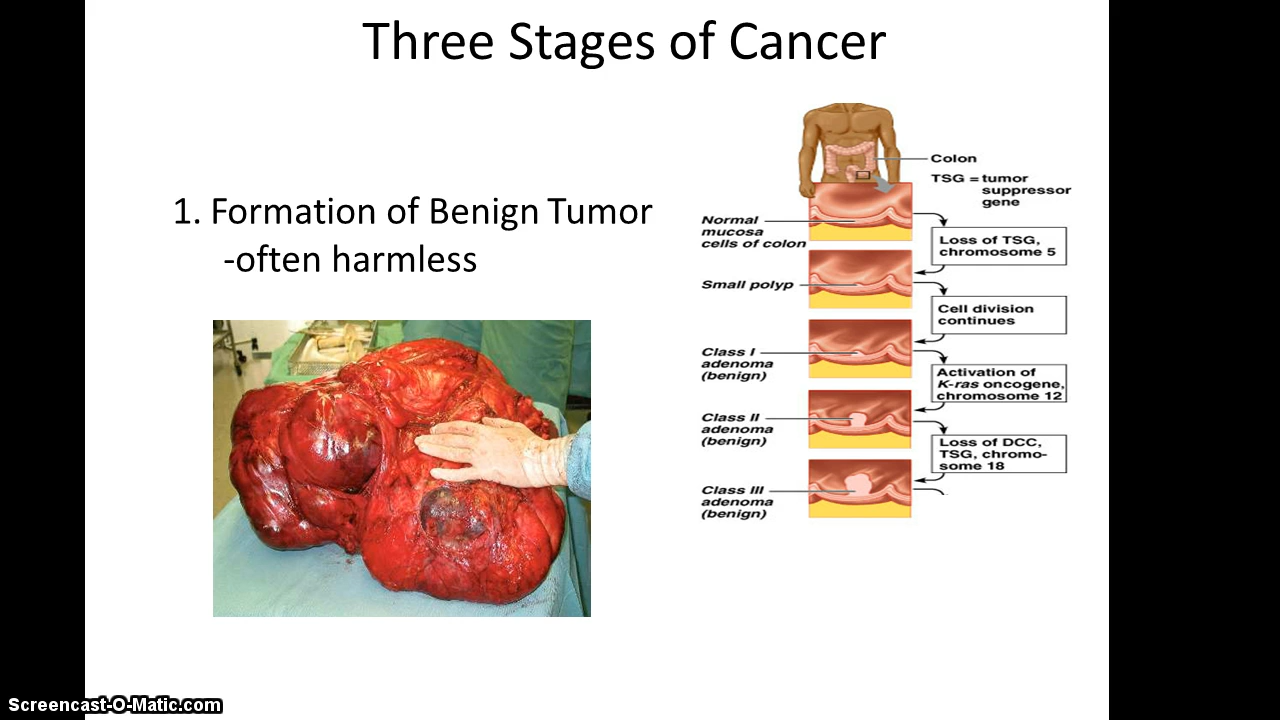 Three Stages of Cancer
1. Formation of Benign Tumor
-often harmless
Colon
TSG = tumor
suppressor
gene
Normal
mucosa
cells of colon
Loss of TSG,
chromosome 5
Small polyp
Cell division
continues
Class I
adenoma
(benign)
Activation of
K-ras oncogene,
chromosome 12
Class II
adenoma
(benign)
Loss of DCC,
TSG, chromo-
some 18
Class III
adenoma
(benign)
Screencast-O-Matic.com